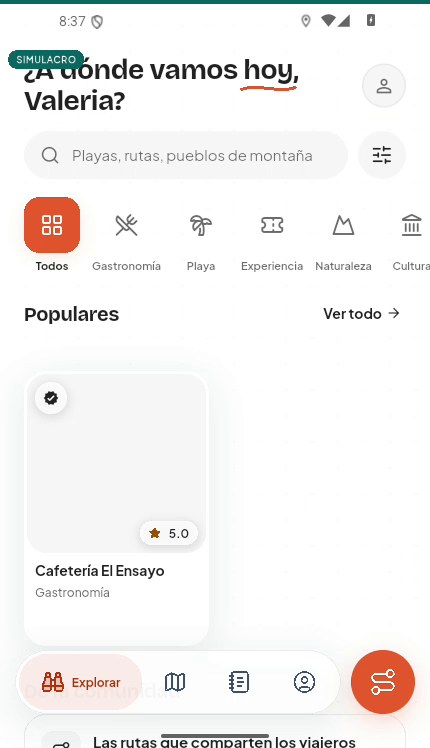 8:37
SIMULACRO
¿A dónde vamos hoy,
Valeria?
Playas, rutas, pueblos de montaña
Todos
Gastronomía
Playa
Experiencia
Naturaleza
Cultura
Populares
Ver todo
5.0
Cafetería El Ensayo
Gastronomía
Explorar
Las rutas que comparten los viajeros